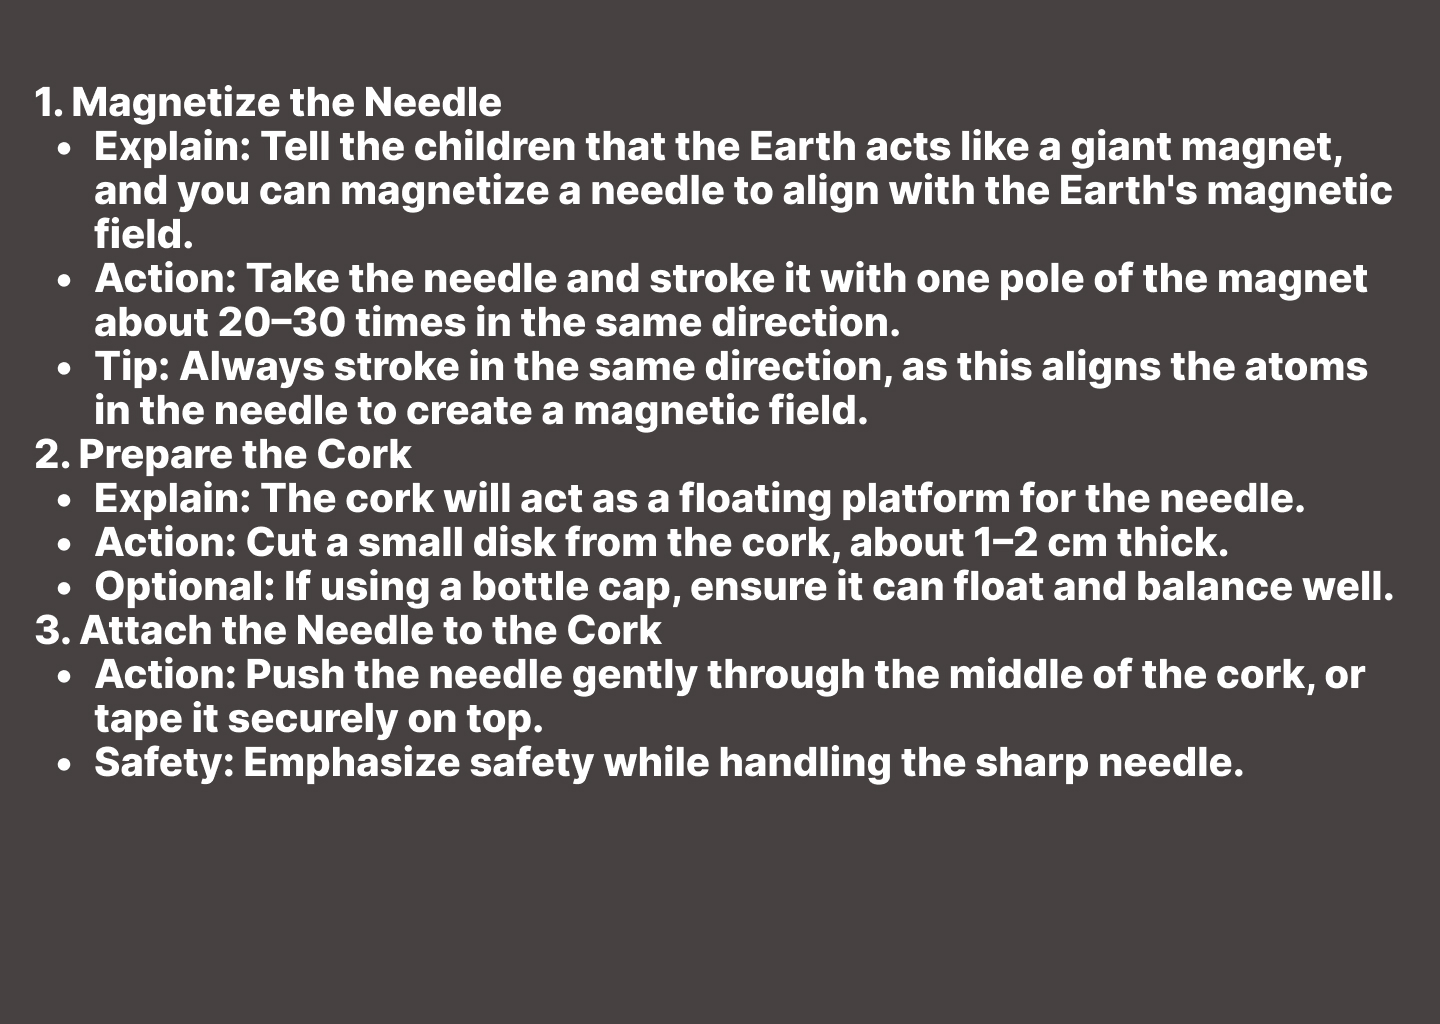 1. Magnetize the Needle
• Explain: Tell the children that the Earth acts like a giant magnet,
and you can magnetize a needle to align with the Earth's magnetic
field.
• Action: Take the needle and stroke it with one pole of the magnet
about 20–30 times in the same direction.
• Tip: Always stroke in the same direction, as this aligns the atoms
in the needle to create a magnetic field.
2. Prepare the Cork
• Explain: The cork will act as a floating platform for the needle.
• Action: Cut a small disk from the cork, about 1–2 cm thick.
• Optional: If using a bottle cap, ensure it can float and balance well.
3. Attach the Needle to the Cork
• Action: Push the needle gently through the middle of the cork, or
tape it securely on top.
• Safety: Emphasize safety while handling the sharp needle.